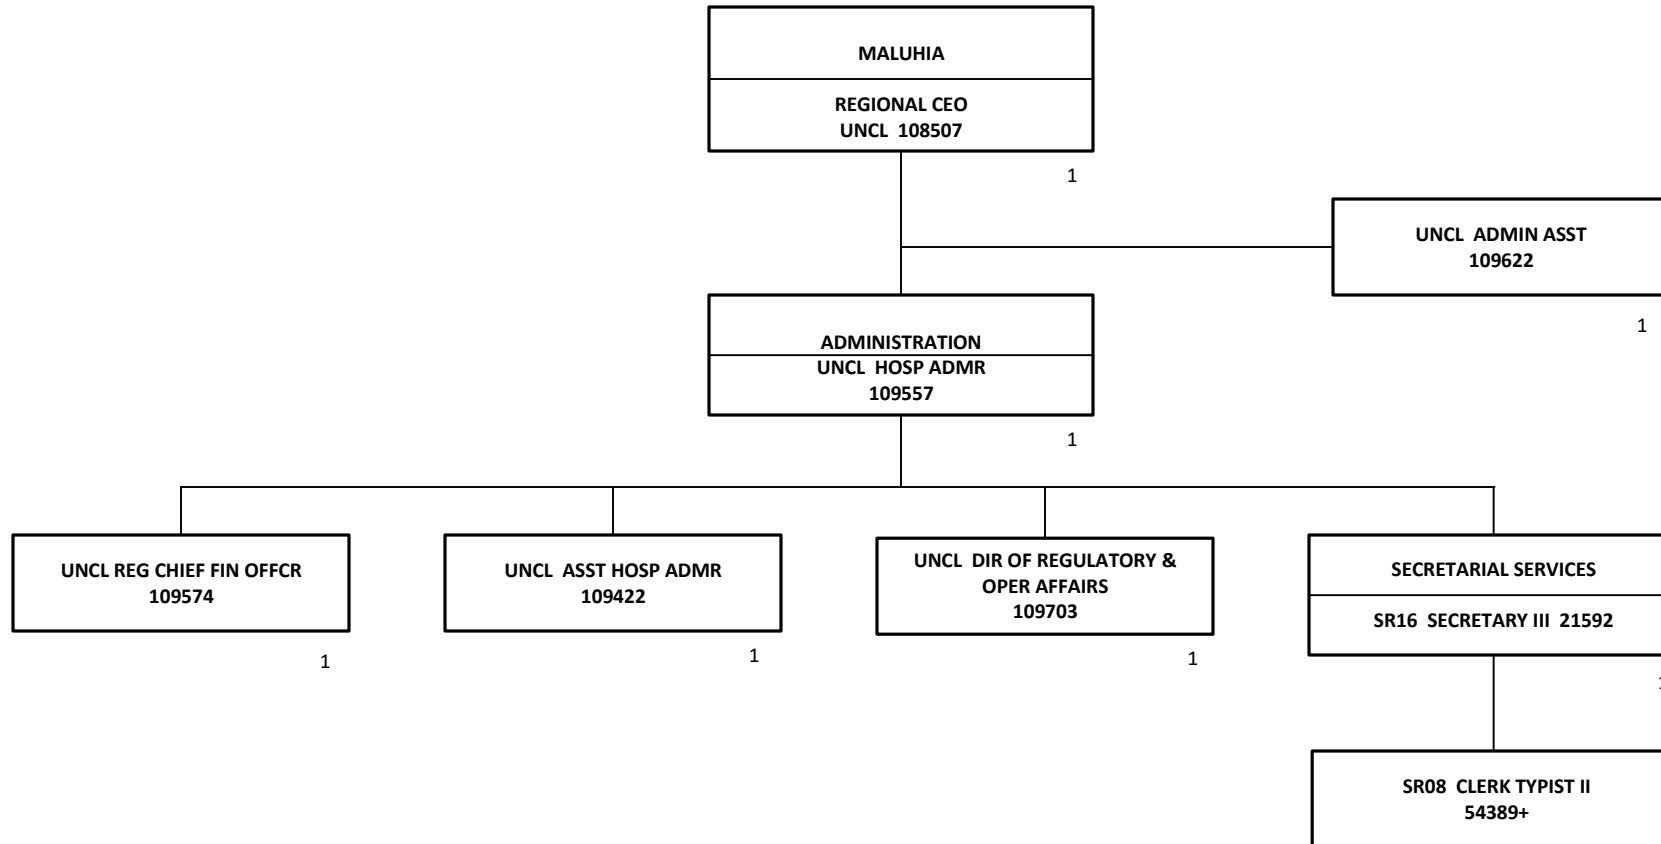 MALUHIA
REGIONAL CEO
UNCL 108507
1
UNCL ADMIN ASST
109622
1
ADMINISTRATION
UNCL HOSP ADMR
109557
1
UNCL REG CHIEF FIN OFFCR
109574
1
UNCL ASST HOSP ADMR
109422
1
UNCL DIR OF REGULATORY &
OPER AFFAIRS
109703
1
SECRETARIAL SERVICES
SR16 SECRETARY III 21592
1
SR08 CLERK TYPIST II
54389+